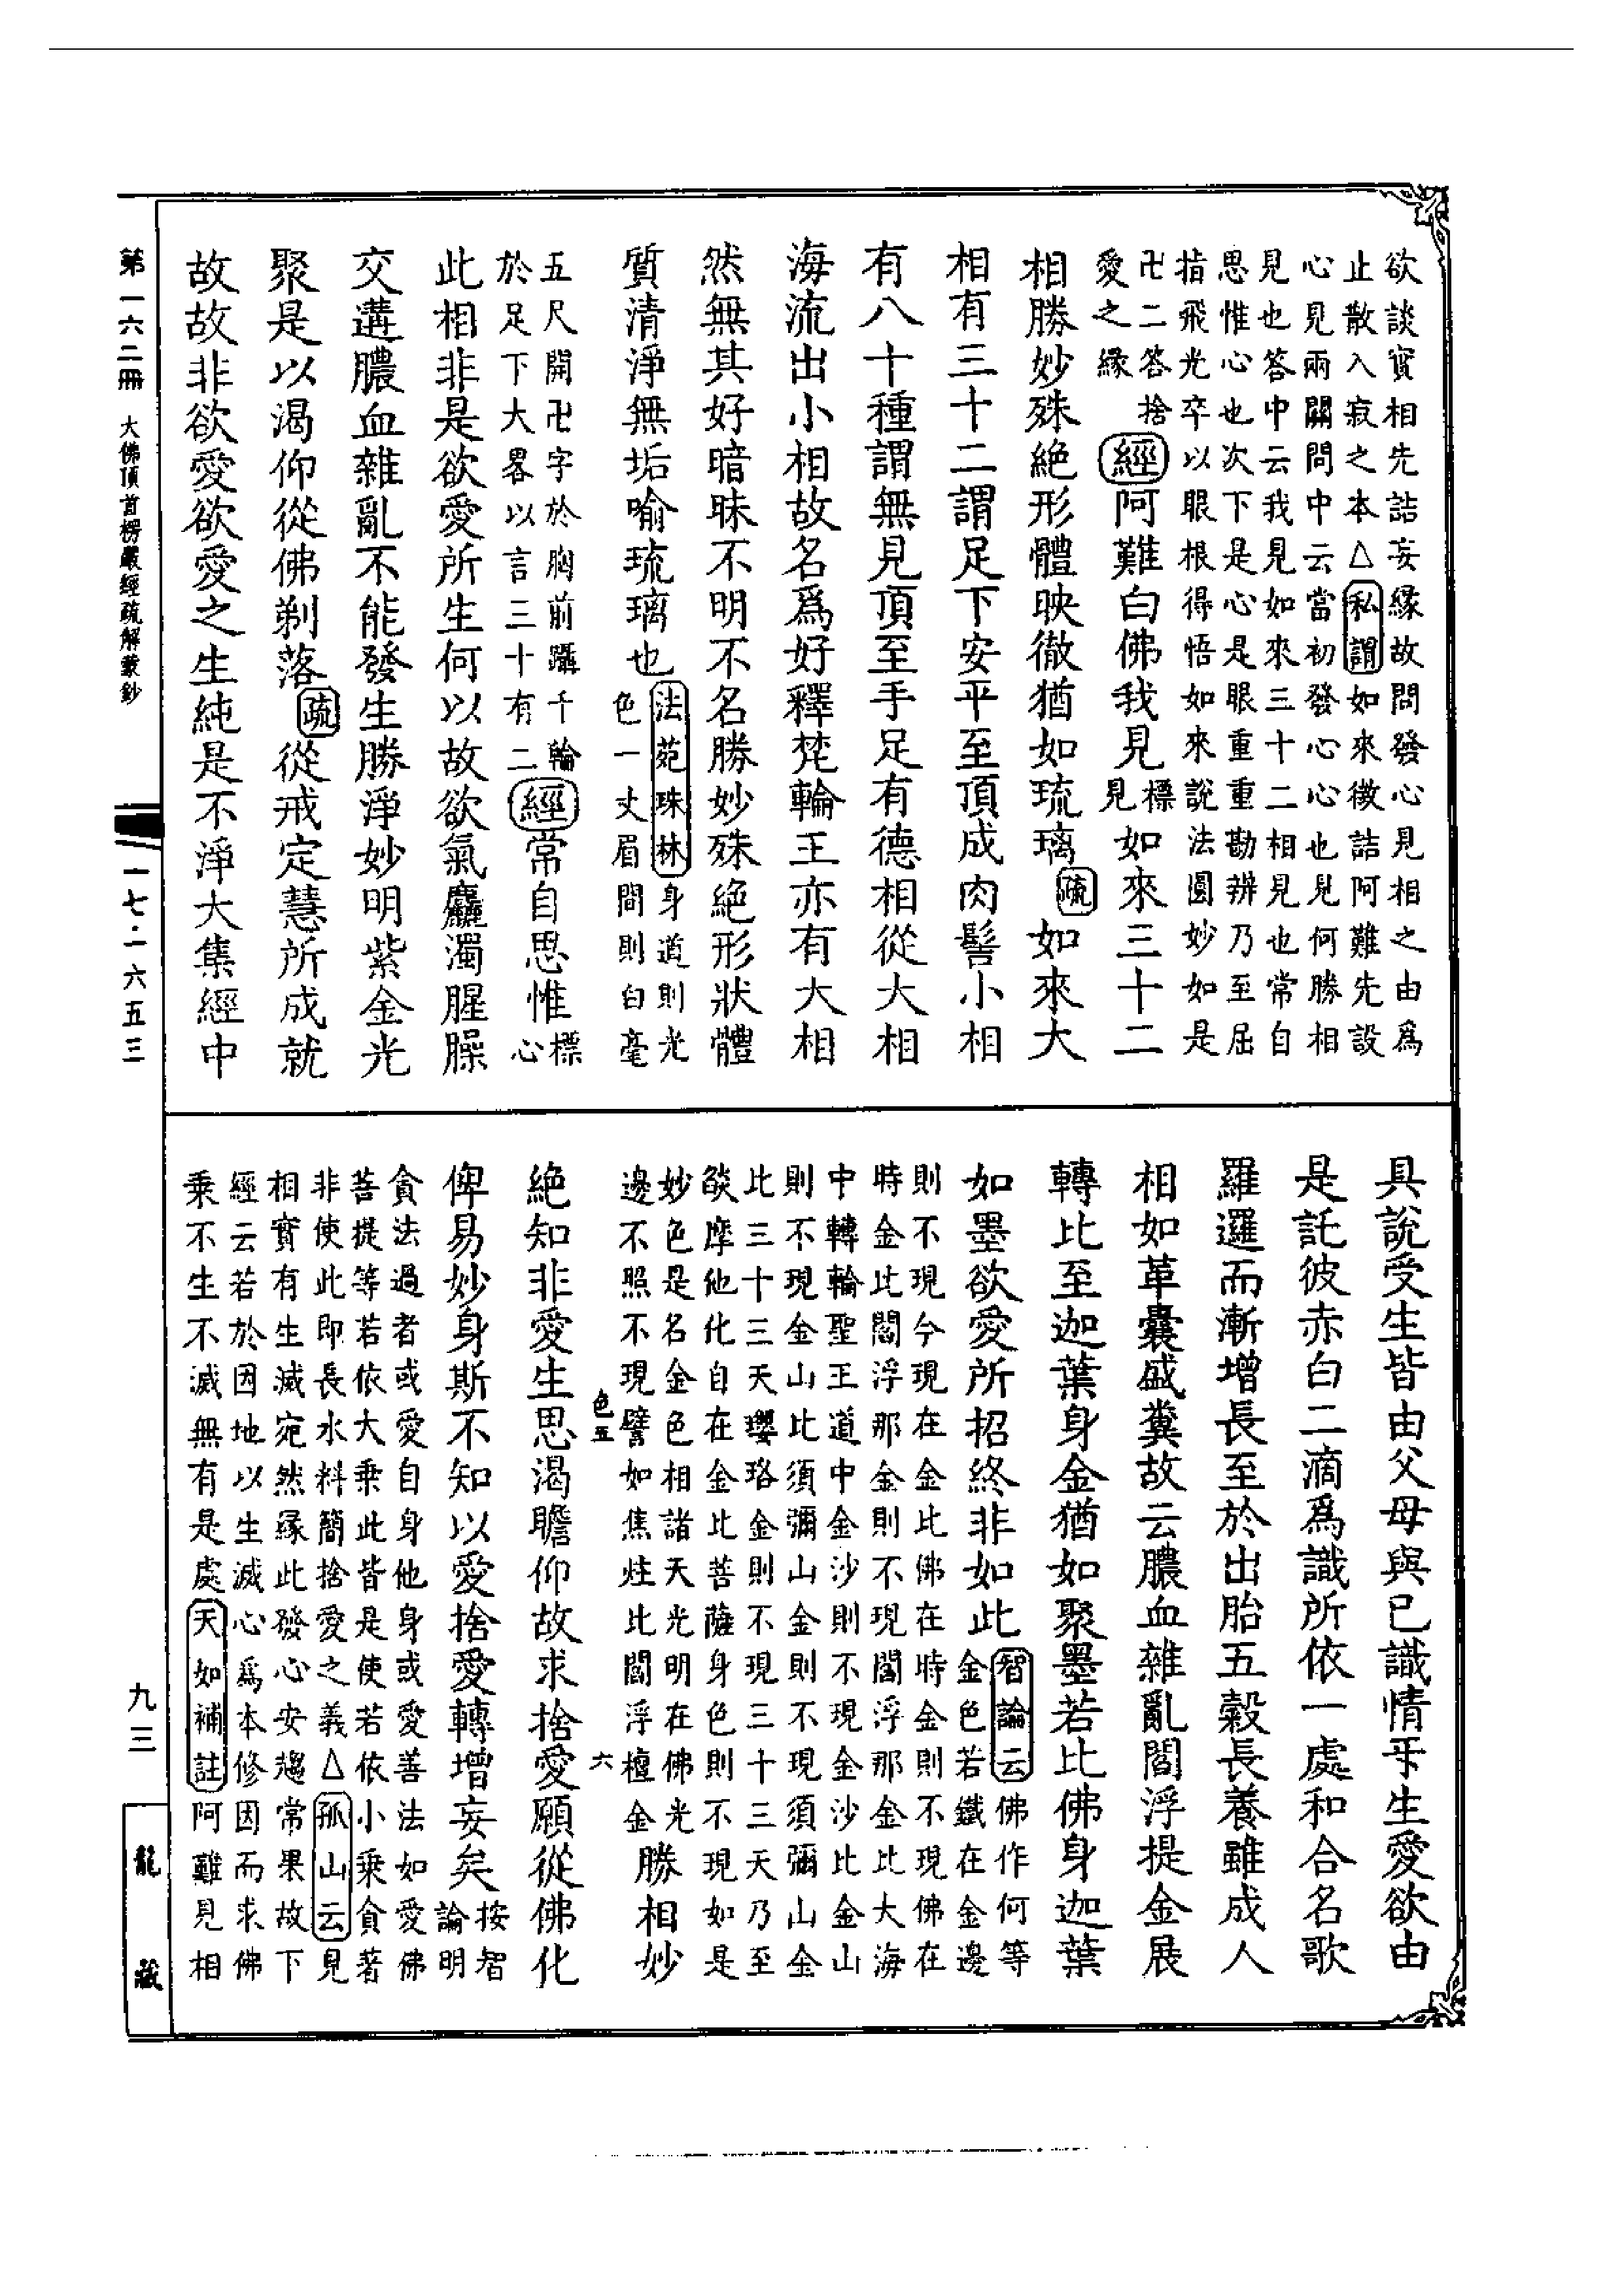 欲談實相先詰妄緣故問發心見相之由爲
止散入寂之本△私謂如來徵詰阿難先設
心見兩關問中云當初發心心也見何勝相
見也答中云我見如來三十二相見也常自
思惟心也次下是心是眼重重勘辨乃至屈
指飛光卒以眼根得悟如來說法圓妙如是
卍二答捨
愛之緣
經阿難白佛我見
標
見
如來三十二
相勝妙殊絕形體映徹猶如琉璃疏如來大
相有三十二謂足下安平至頂成肉髻小相
有八十種謂無見頂至手足有德相從大相
海流出小相故名爲好釋梵輪王亦有大相
然無其好暗昧不明不名勝妙殊絕形狀體
質清淨無垢喻琉璃也
法苑珠林身道則光
色一丈眉間則白毫
五尺開卍字於胸前躡千輪
於足下大畧以言三十有二
經常自思惟
標
心
此相非是欲愛所生何以故欲氣麤濁腥臊
交遘膿血雜亂不能發生勝淨妙明紫金光
聚是以渴仰從佛剃落疏從戒定慧所成就
故故非欲愛欲愛之生純是不淨大集經中
第一六二冊 大佛頂首楞嚴經疏解蒙鈔
一七·一六五三
具說受生皆由父母與已識情𠀍生愛欲由
是託彼赤白二滴爲識所依一處和合名歌
羅邏而漸增長至於出胎五穀長養雖成人
相如革囊盛糞故云膿血雜亂閻浮提金展
轉比至迦葉身金猶如聚墨若比佛身迦葉
如墨欲愛所招終非如此
智論云佛作何等
金色若鐵在金邊
則不現今現在金比佛在時金則不現佛在
時金比閻浮那金則不現閻浮那金比大海
中轉輪聖王道中金沙則不現金沙比金山
則不現金山比須彌山金則不現須彌山金
比三十三天瓔珞金則不現三十三天乃至
燄摩他化自在金比菩薩身色則不現如是
妙色是名金色相諸天光明在佛光
邊不照不現譬如焦炷比閻浮檀金
勝相妙
色五
六
絶知非愛生思渴瞻仰故求捨愛願從佛化
俾易妙身斯不知以愛捨愛轉增妄矣
按智
論明
貪法過者或愛自身他身或愛善法如愛佛
菩提等若依大乘此皆是使若依小乘貪著
非使此即長水料簡捨愛之義△孤山云見
相實有生滅宛然緣此發心安趨常果故下
經云若於因地以生滅心爲本修因而求佛
乘不生不滅無有是處天如補註阿難見相
九三
龍藏